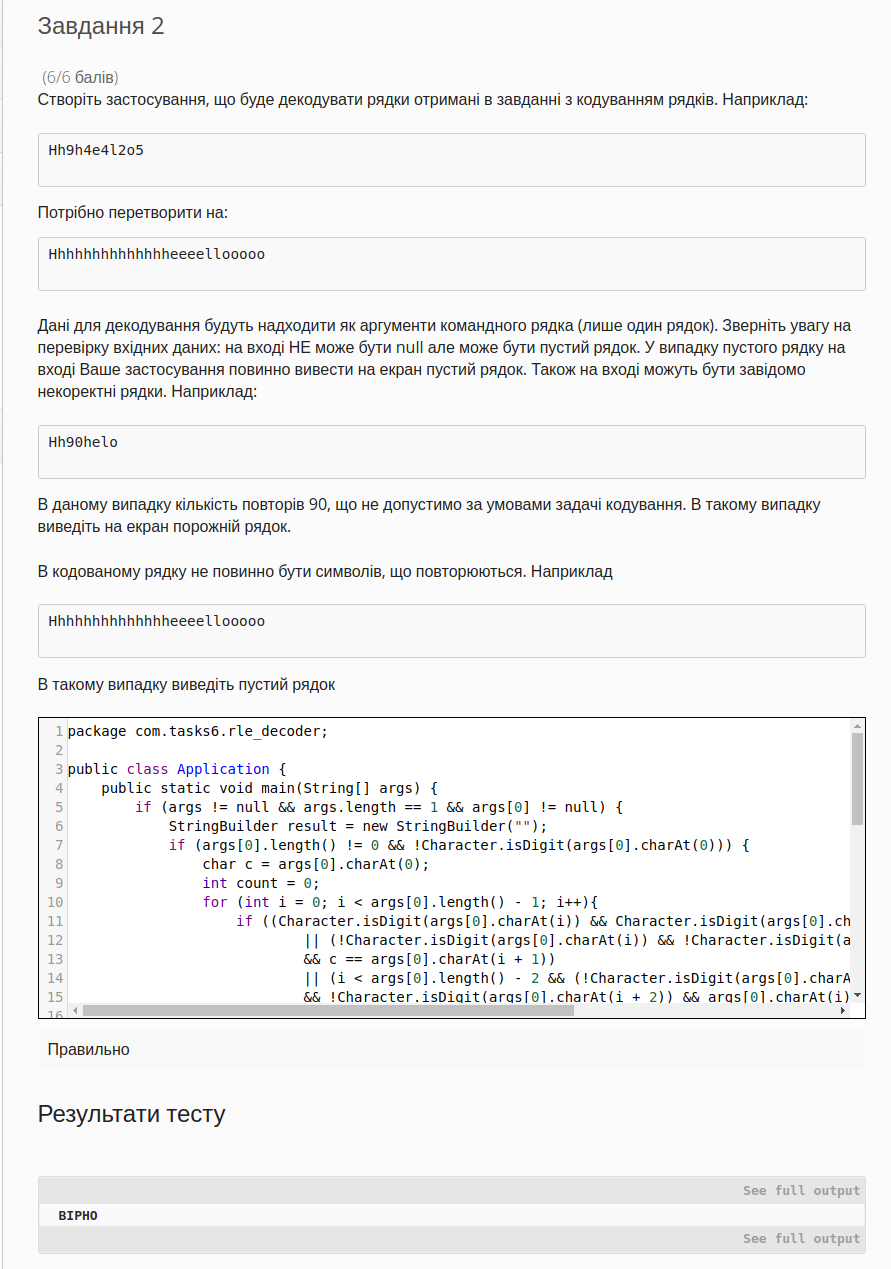 Завдання 2
(6/6 балів)
Створіть застосування, що буде декодувати рядки отримані в завданні з кодуванням рядків. Наприклад:
Hh9h4e4l2o5
Потрібно перетворити на:
Hhhhhhhhhhhhhheeeellooooo
Дані для декодування будуть надходити як аргументи командного рядка (лише один рядок). Зверніть увагу на
перевірку вхідних даних: на вході НЕ може бути null але може бути пустий рядок. У випадку пустого рядку на
вході Ваше застосування повинно вивести на екран пустий рядок. Також на вході можуть бути завідомо
некоректні рядки. Наприклад:
Hh90helo
В даному випадку кількість повторів 90, що не допустимо за умовами задачі кодування. В такому випадку
виведіть на екран порожній рядок.
В кодованому рядку не повинно бути символів, що повторюються. Наприклад
Hhhhhhhhhhhhhheeeellooooo
В такому випадку виведіть пустий рядок
1 package com.tasks6.rle_decoder;
2
3 public class Application {
4     public static void main(String[] args) {
5         if (args != null && args.length == 1 && args[0] != null) {
6             StringBuilder result = new StringBuilder("");
7             if (args[0].length() != 0 && !Character.isDigit(args[0].charAt(0))) {
8                 char c = args[0].charAt(0);
9                 int count = 0;
10                 for (int i = 0; i < args[0].length() - 1; i++){
11                     if ((Character.isDigit(args[0].charAt(i)) && Character.isDigit(args[0].ch
12                             || (!Character.isDigit(args[0].charAt(i)) && !Character.isDigit(a
13                             && c == args[0].charAt(i + 1))
14                             || (i < args[0].length() - 2 && (!Character.isDigit(args[0].charA
15                             && !Character.isDigit(args[0].charAt(i + 2)) && args[0].charAt(i)
16
Правильно
Результати тесту
See full output
ВІРНО
See full output